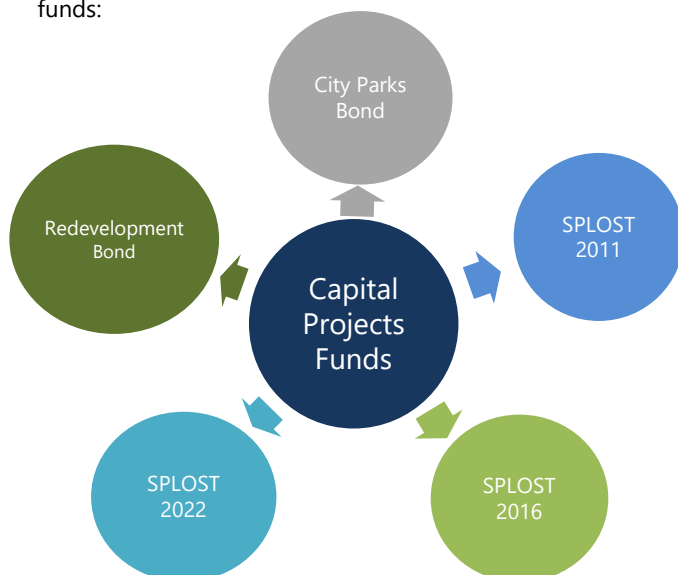 funds:
City Parks
Bond
Redevelopment
Bond
SPLOST
2011
Capital
Projects
Funds
SPLOST
2022
SPLOST
2016